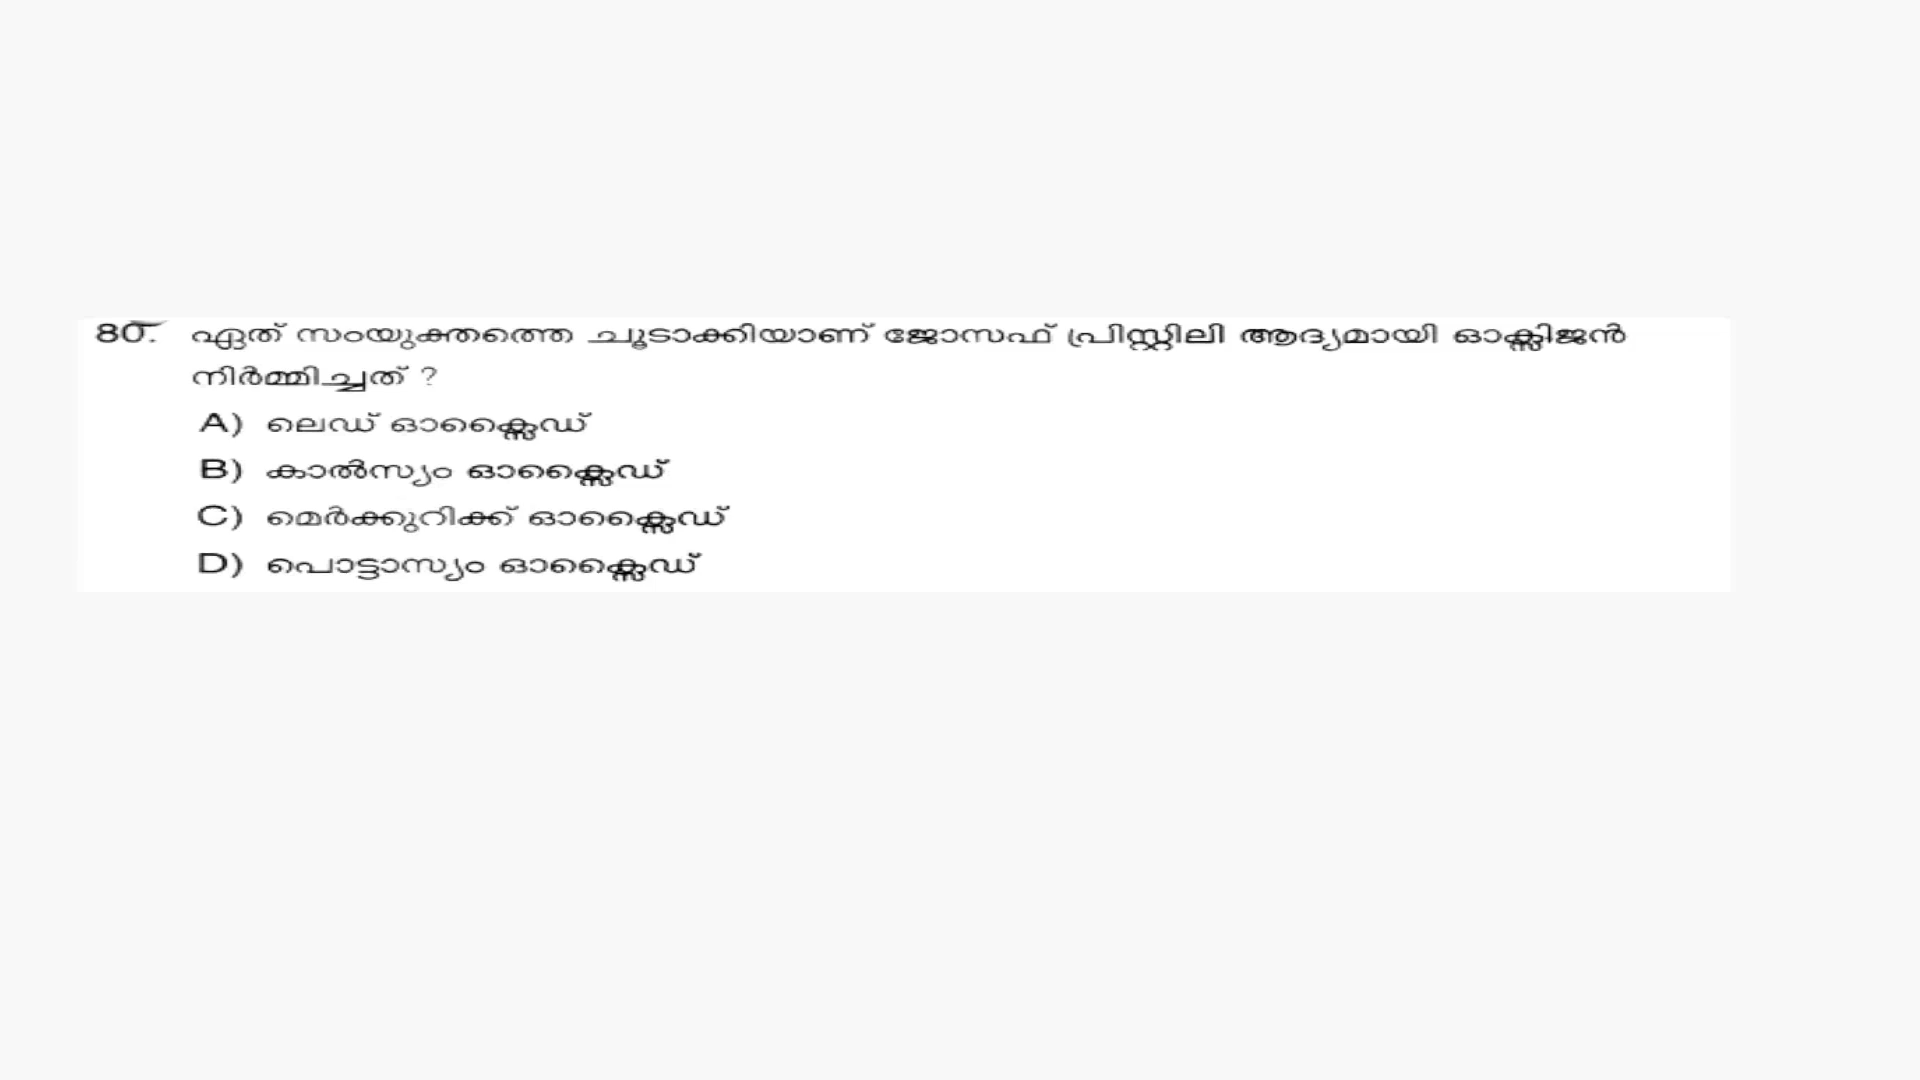 80. ഏത് സംയുക്തത്തെ ചൂടാക്കിയാണ് ജോസഫ് പ്രിസ്റ്റിലി ആദ്യമായി ഓക്സിജൻ
നിർമ്മിച്ചത് ?
A) ലെഡ് ഓക്സൈഡ്
B) കാൽസ്യം ഓക്സൈഡ്
C) മെർക്കുറിക്ക് ഓക്സൈഡ്
D) പൊട്ടാസ്യം ഓക്സൈഡ്